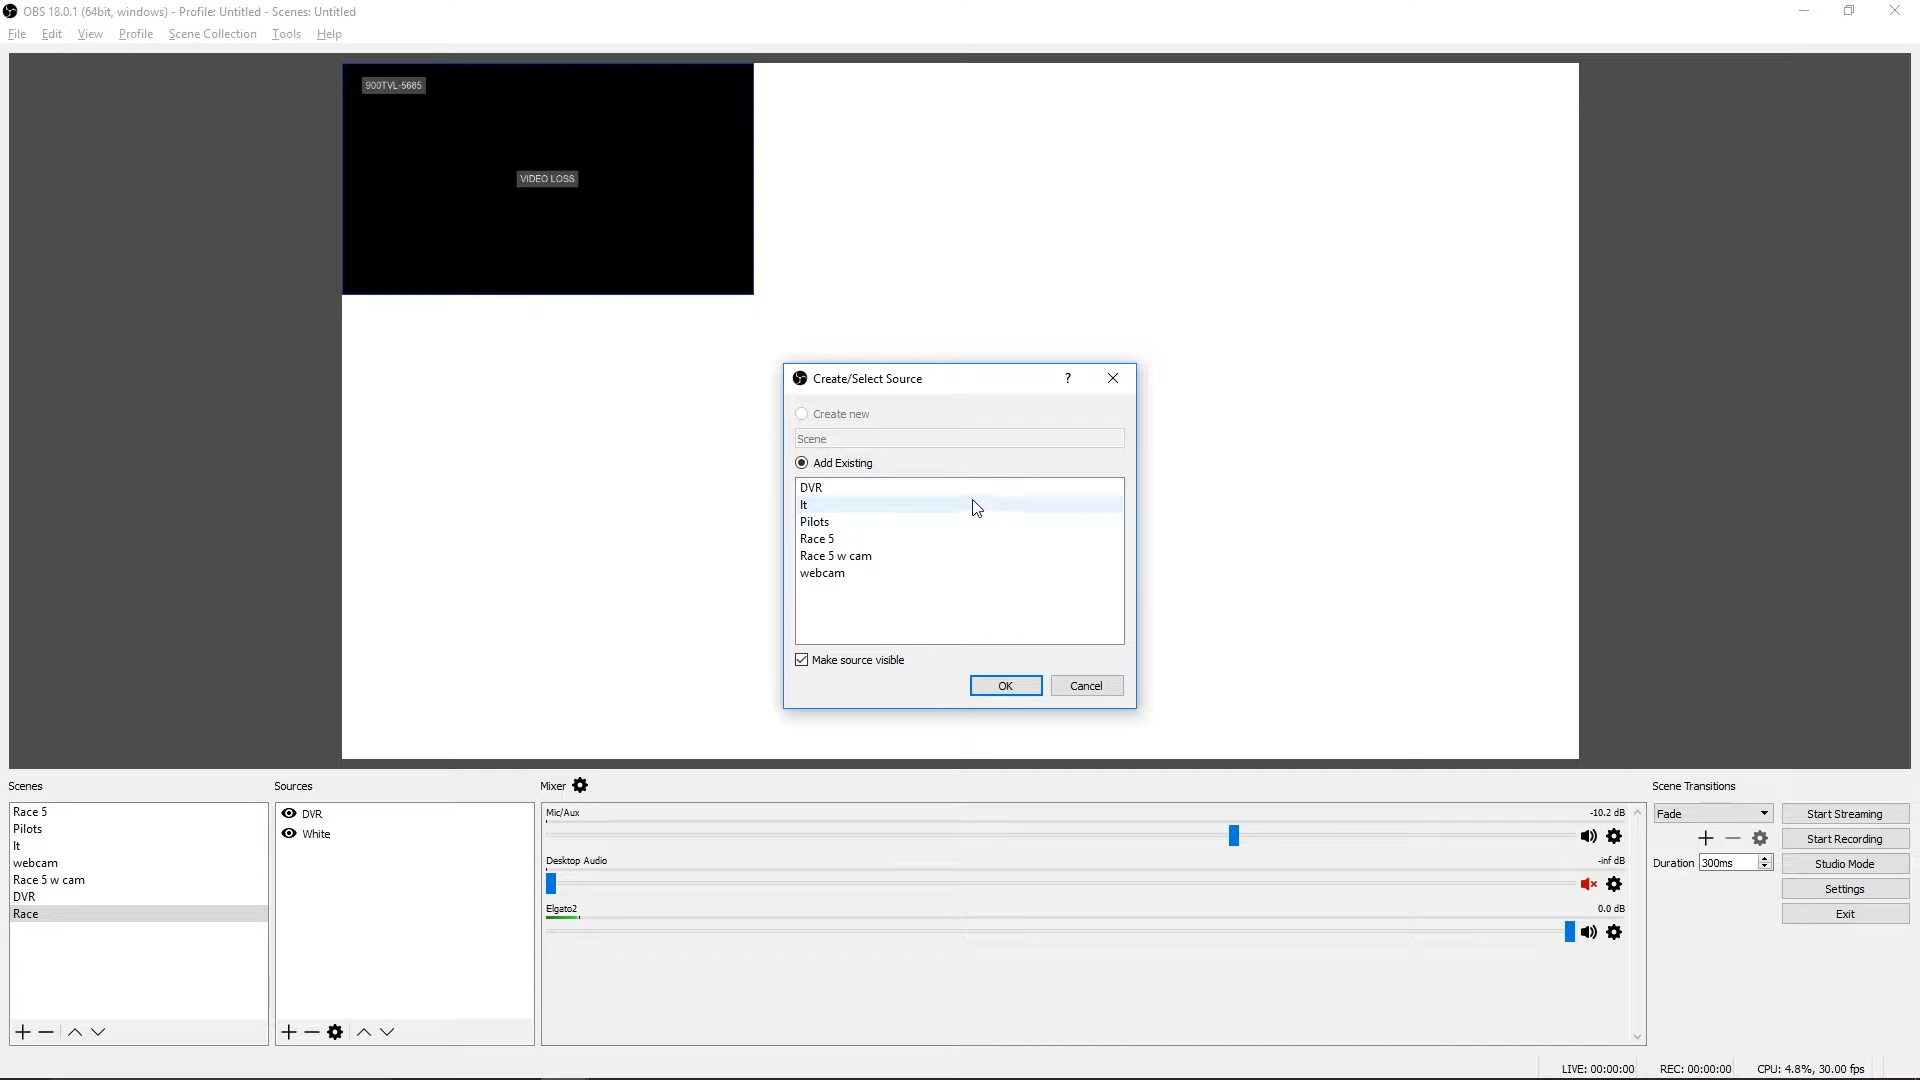 OBS 18.0.1 (64bit, windows) - Profile: Untitled - Scenes: Untitled
File Edit View Profile Scene Collection Tools Help
900TVL-5685
VIDEO LOSS
Create/Select Source ?
Create new
Scene
Add Existing
DVR
lt
Pilots
Race 5
Race 5 w cam
webcam
Make source visible
OK Cancel
Scenes
Race 5
Pilots
lt
webcam
Race 5 w cam
DVR
Race
Sources
DVR
White
Mixer
Mic/Aux -10.2 dB
Desktop Audio -inf dB
Elgato2 0.0 dB
Scene Transitions
Fade
Duration 300ms
Start Streaming
Start Recording
Studio Mode
Settings
Exit
LIVE: 00:00:00 REC: 00:00:00 CPU: 4.8%, 30.00 fps